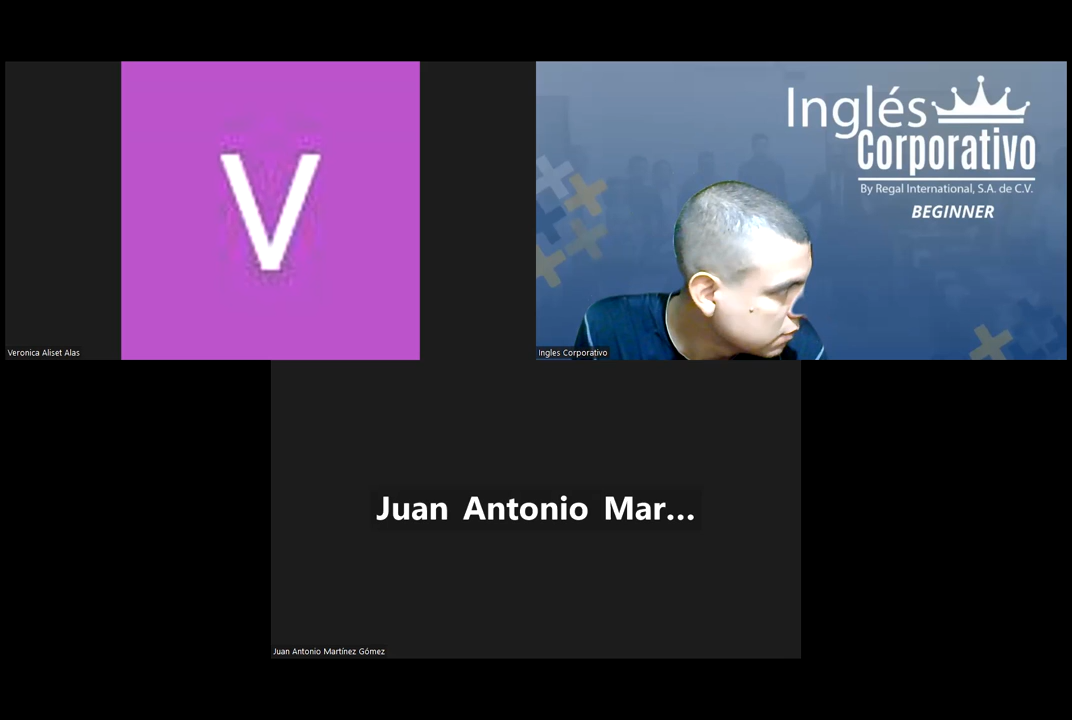 V
Veronica Aliset Alas
Inglés
Corporativo
By Regal International, S.A. de C.V.
BEGINNER
Ingles Corporativo
Juan Antonio Mar...
Juan Antonio Martínez Gómez